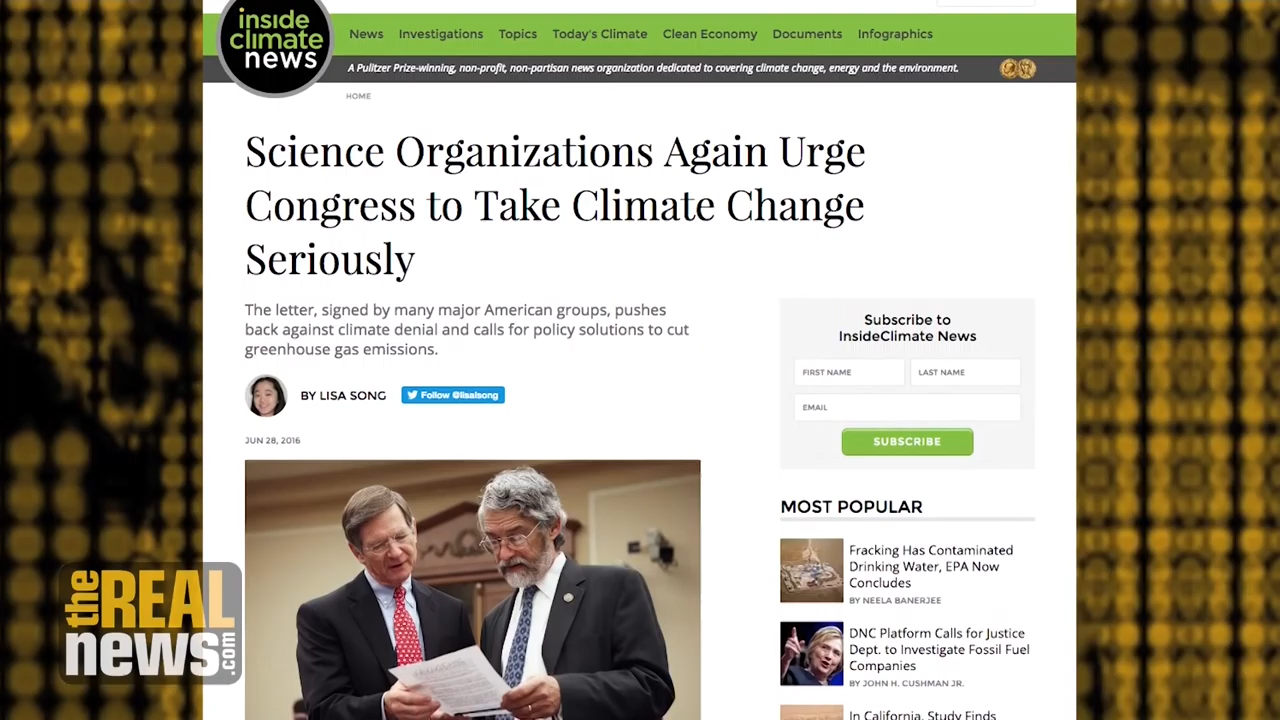 inside
climate
news
News Investigations Topics Today's Climate Clean Economy Documents Infographics
A Pulitzer Prize-winning, non-profit, non-partisan news organization dedicated to covering climate change, energy and the environment.
HOME
Science Organizations Again Urge
Congress to Take Climate Change
Seriously
The letter, signed by many major American groups, pushes
back against climate denial and calls for policy solutions to cut
greenhouse gas emissions.
BY LISA SONG
Follow @lisalsong
JUN 28, 2016
Subscribe to
InsideClimate News
FIRST NAME LAST NAME
EMAIL
SUBSCRIBE
MOST POPULAR
Fracking Has Contaminated
Drinking Water, EPA Now
Concludes
BY NEELA BANERJEE
DNC Platform Calls for Justice
Dept. to Investigate Fossil Fuel
Companies
BY JOHN H. CUSHMAN JR.
In California, Study Finds
the REAL
news.com